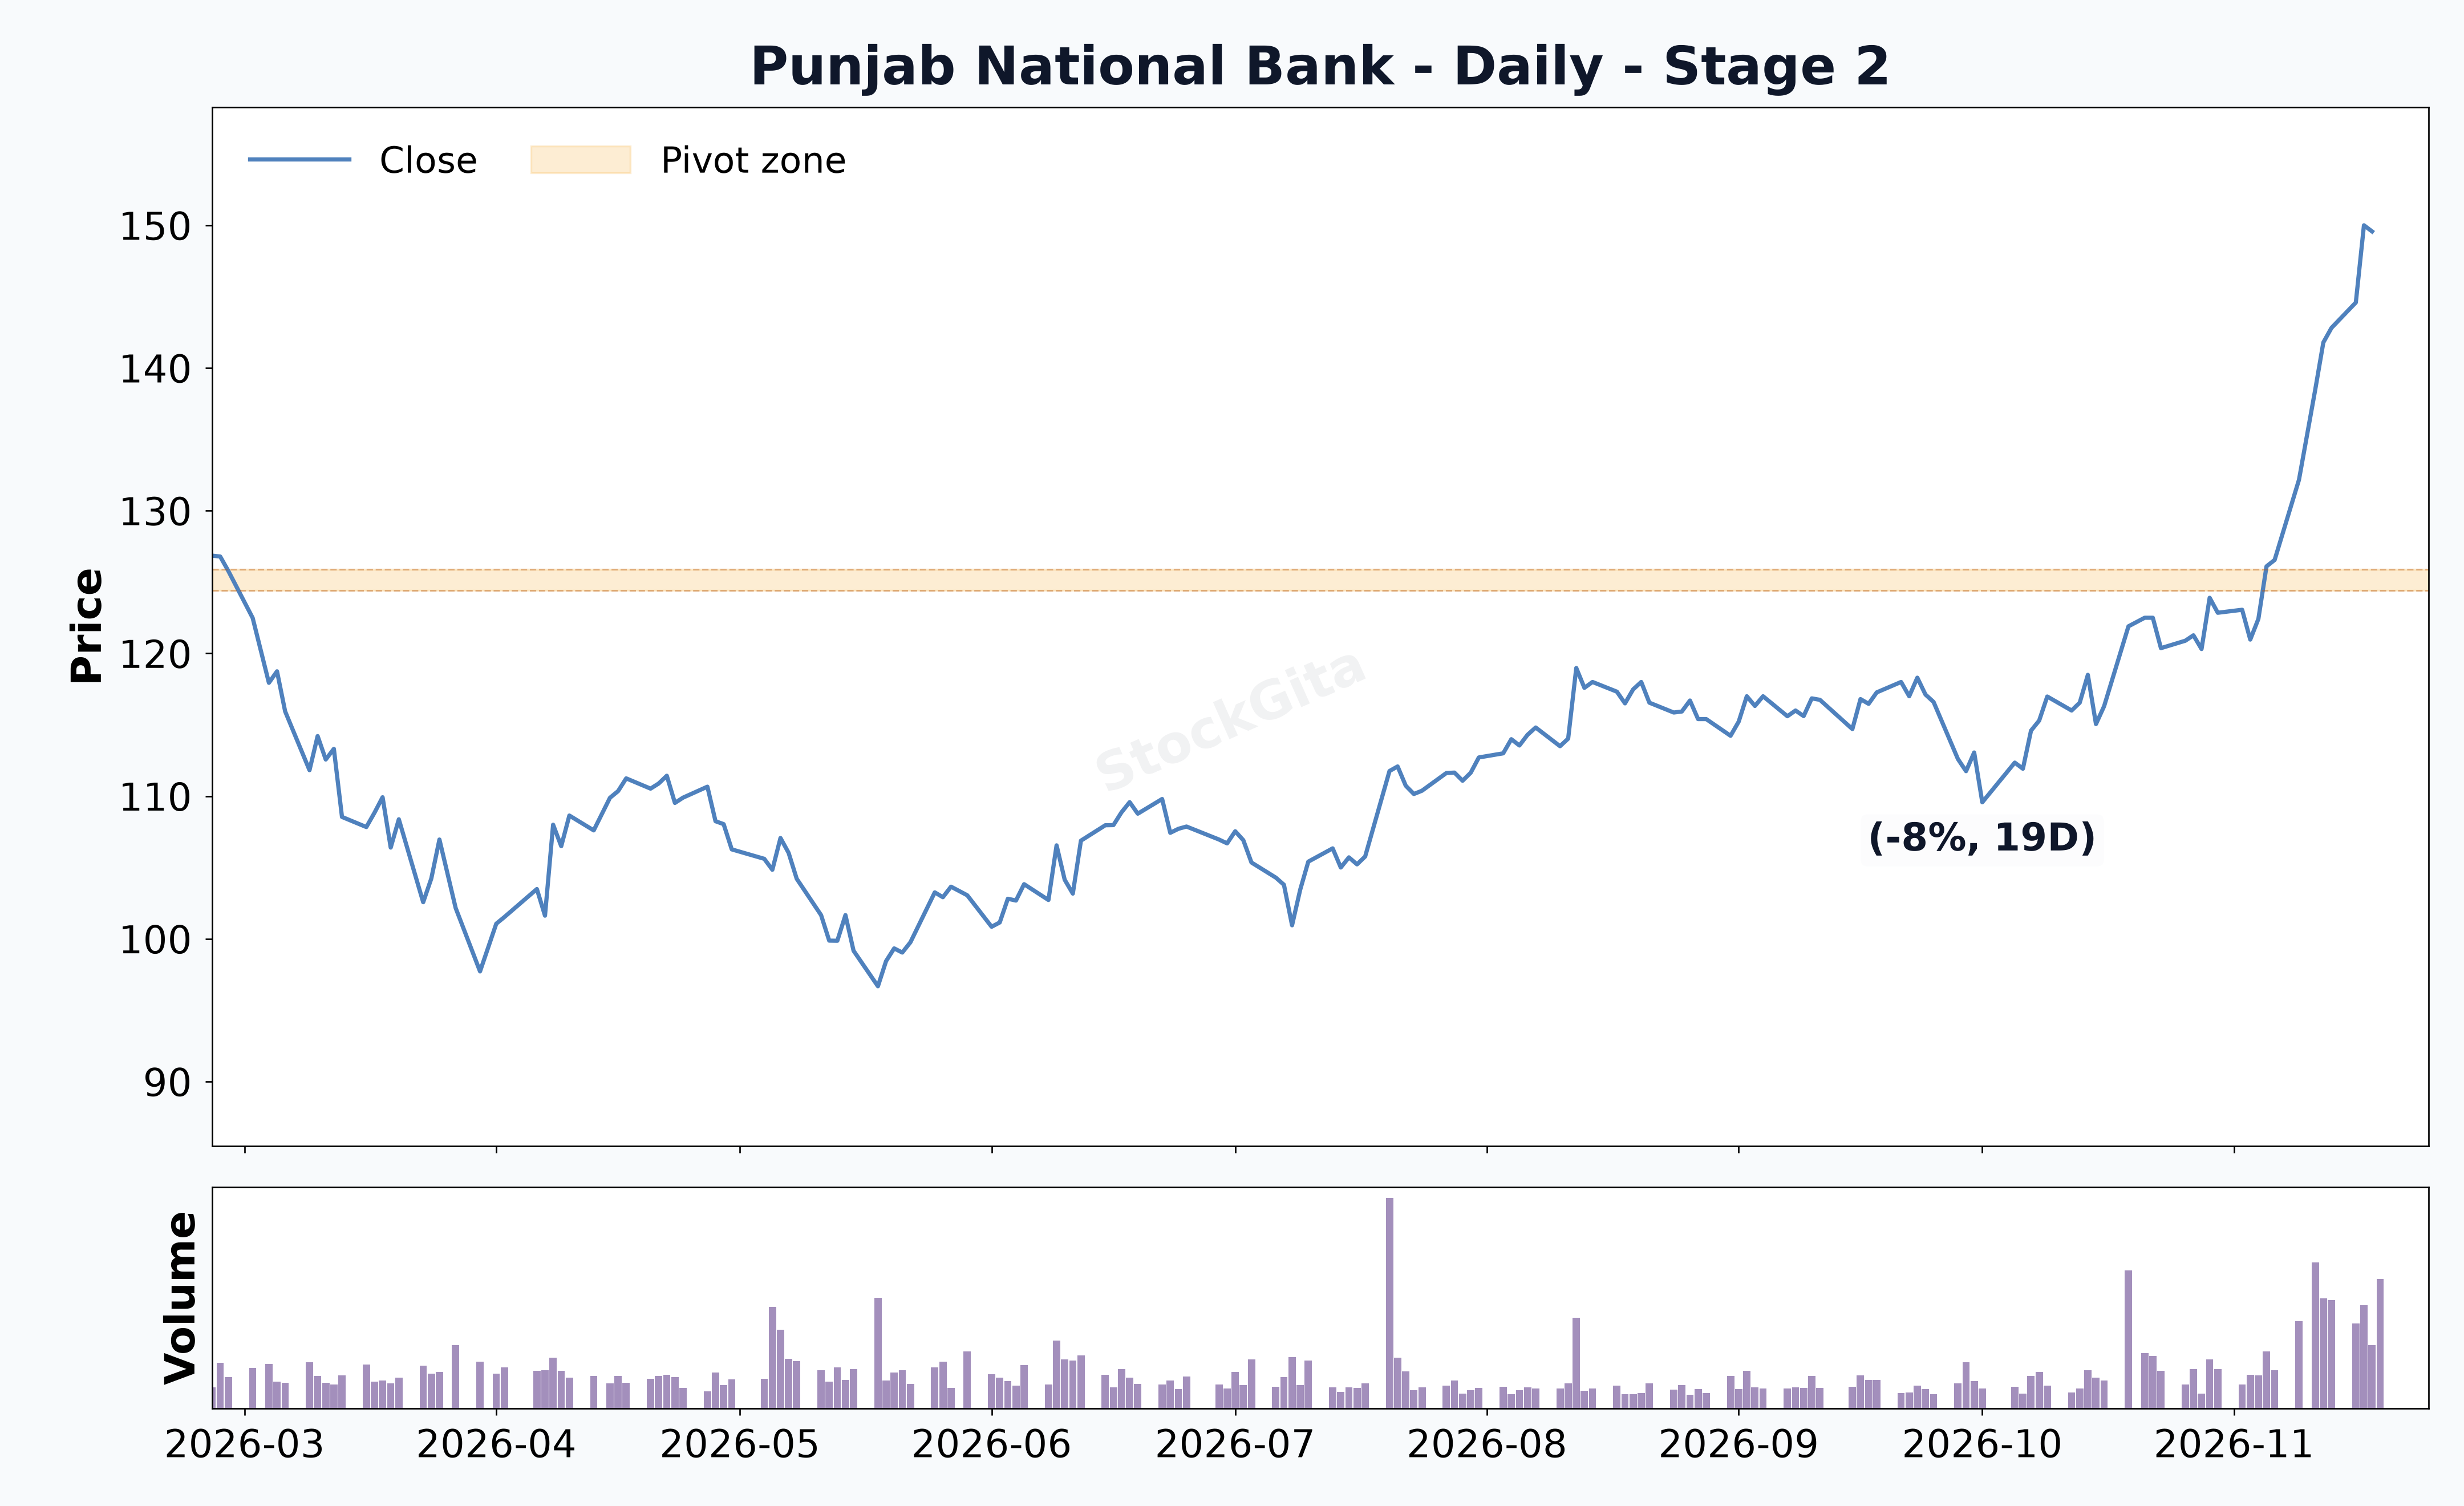 Punjab National Bank - Daily - Stage 2
Close
Pivot zone
150
140
130
120
110
100
90
Price
StockGita
(-8%, 19D)
Volume
2026-03
2026-04
2026-05
2026-06
2026-07
2026-08
2026-09
2026-10
2026-11